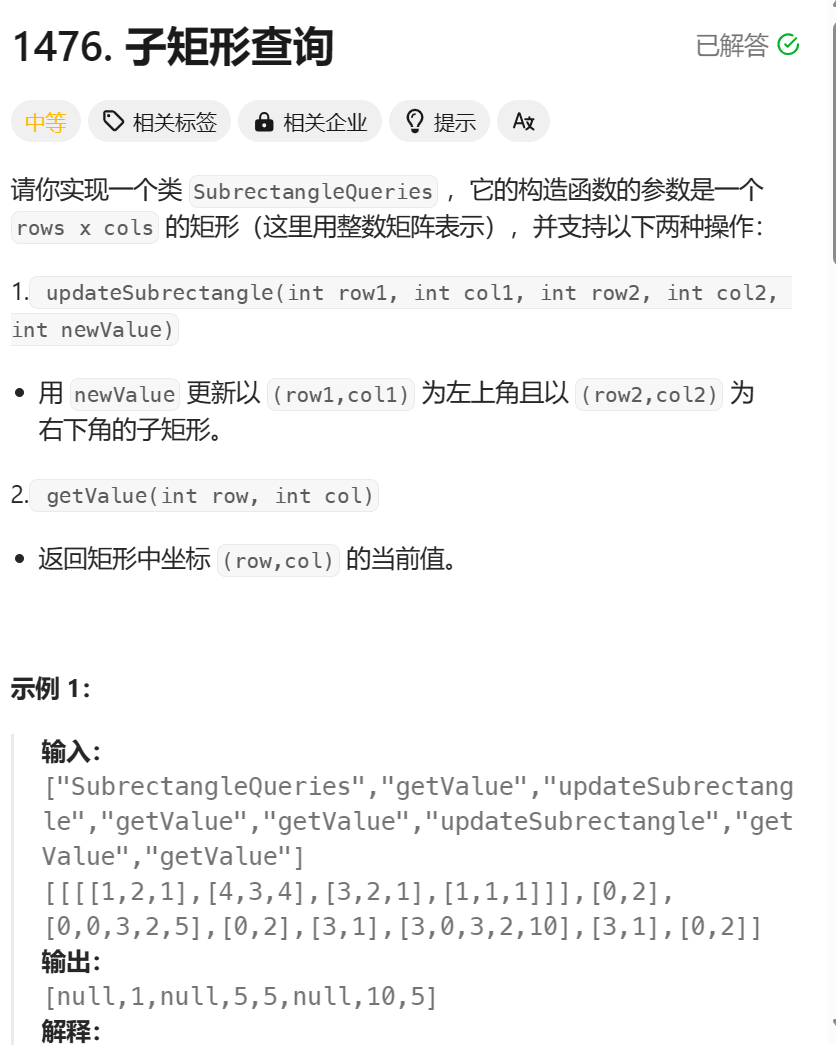 1476. 子矩形查询
已解答
中等 相关标签 相关企业 提示
请你实现一个类 SubrectangleQueries ，它的构造函数的参数是一个
rows x cols 的矩形（这里用整数矩阵表示），并支持以下两种操作：
1. updateSubrectangle(int row1, int col1, int row2, int col2,
int newValue)
• 用 newValue 更新以 (row1,col1) 为左上角且以 (row2,col2) 为
右下角的子矩形。
2. getValue(int row, int col)
• 返回矩形中坐标 (row,col) 的当前值。
示例 1：
输入：
["SubrectangleQueries","getValue","updateSubrectang
le","getValue","getValue","updateSubrectangle","get
Value","getValue"]
[[[[1,2,1],[4,3,4],[3,2,1],[1,1,1]]],[0,2],
[0,0,3,2,5],[0,2],[3,1],[3,0,3,2,10],[3,1],[0,2]]
输出：
[null,1,null,5,5,null,10,5]
解释：